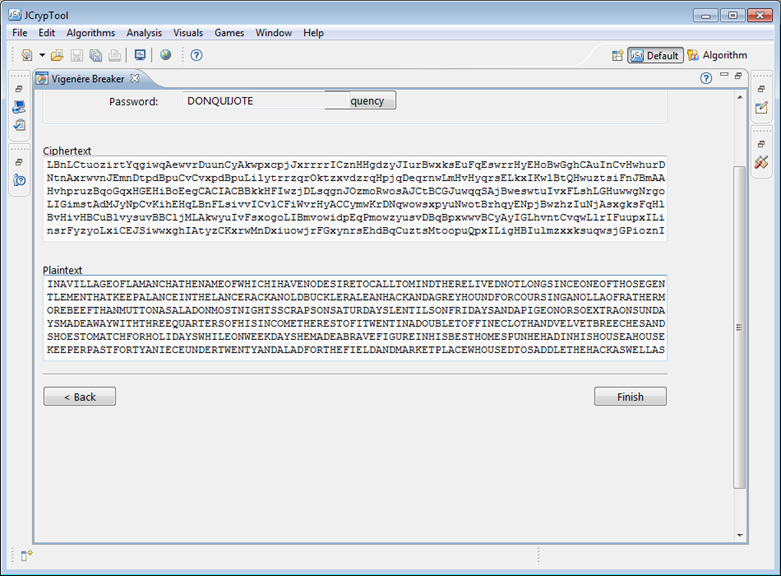 JCrypTool
File Edit Algorithms Analysis Visuals Games Window Help
Default Algorithm
Vigenère Breaker
Password: DONQUIJOTE quency
Ciphertext
LBnLCtuozirtYqgiwqAewvrDuunCyAkwpxcpjJxrrrrICznHHgdzyJIurBwxksEuFqEswrrHyEHoBwGghCAuInCvHwhurD
NtnAxrwvnJEmnDtpdBpuCvCvxpdBpuLilytrrzqrOktzxvdzrqHpjqDeqrnwLmHvHyqrsELkxIKwlBtQHwuztsiFnJBmAA
HvhpruzBqoGqxHGEHiBoEegCACIACBBkkHFIwzjDLsqgnJOzmoRwosAJCtBCGJuwqqSAjBweswtuIvxFLshLGHuwwgNrgo
LIGimstAdMJyNpCvKihEHqLBnFLsivvICvlCFiWvrHyACCymwKrDNqwowsxpyuNwotBrhqyENpjBwzhzIuNjAsxgksFqHl
BvHivHBCuBlvysuvBBCljMLAkwyuIvFsxogoLIBmvowidpEqPmowzyusvDBqBpxwwvBCyAyIGLhvntCvqwLlrIFuupxILi
insrFyzyoLxiCEJSiwwxghIAtyzCKxrwMnDxiuowjrFGxynrsEhdBqCuztsMtoopuQpxILigHBIulmzxxksuqwsjGPioznI
Plaintext
INAVILLAGEOFLAMANCHATHENAMEOFWHICHIHAVENODESIRETOCALLTOMINDTHERELIVEDNOTLONGSINCEONEOFTHOSEGEN
TLEMENTHATKEEPALANCEINTHELANCERACKANOLDBUCKLERALEANHACKANDAGREYHOUNDFORCOURSINGANOLLAOFRATHERM
OREBEEFTHANMUTTONASALADONMOSTNIGHTSSCRAPSONSATURDAYSLENTILSONFRIDAYSANDAPIGEONORSOEXTRAONSUNDA
YSMADEAWAYWITHTHREEQUARTERSOFHISINCOMETHERESTOFITWENTINADOUBLETOFFINECLOTHANDVELVETBREECHESAND
SHOESTOMATCHFORHOLIDAYSWHILEONWEEKDAYSHEMADEABRAVEFIGUREINHISBESTHOMESPUNHEHADINHISHOUSEAHOUSE
KEEPERPASTFORTYANIECEUNDERTWENTYANDALADFORTHEFIELDANDMARKETPLACEWHOUSEDTOSADDLETHEHACKASWELLAS
< Back Finish